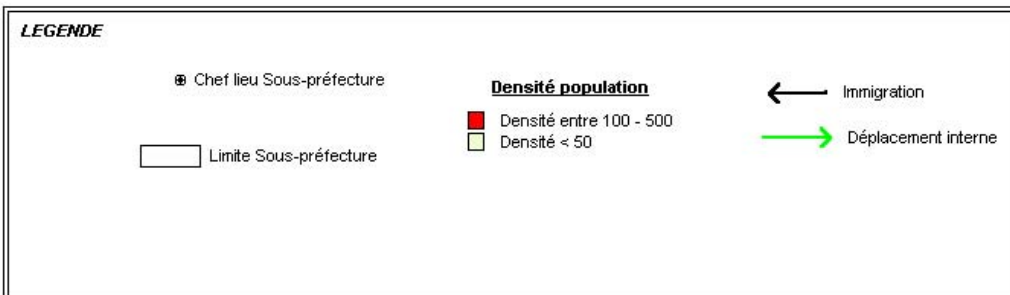 LEGENDE
Chef lieu Sous-préfecture
Limite Sous-préfecture
Densité population
Densité entre 100 - 500
Densité < 50
Immigration
Déplacement interne